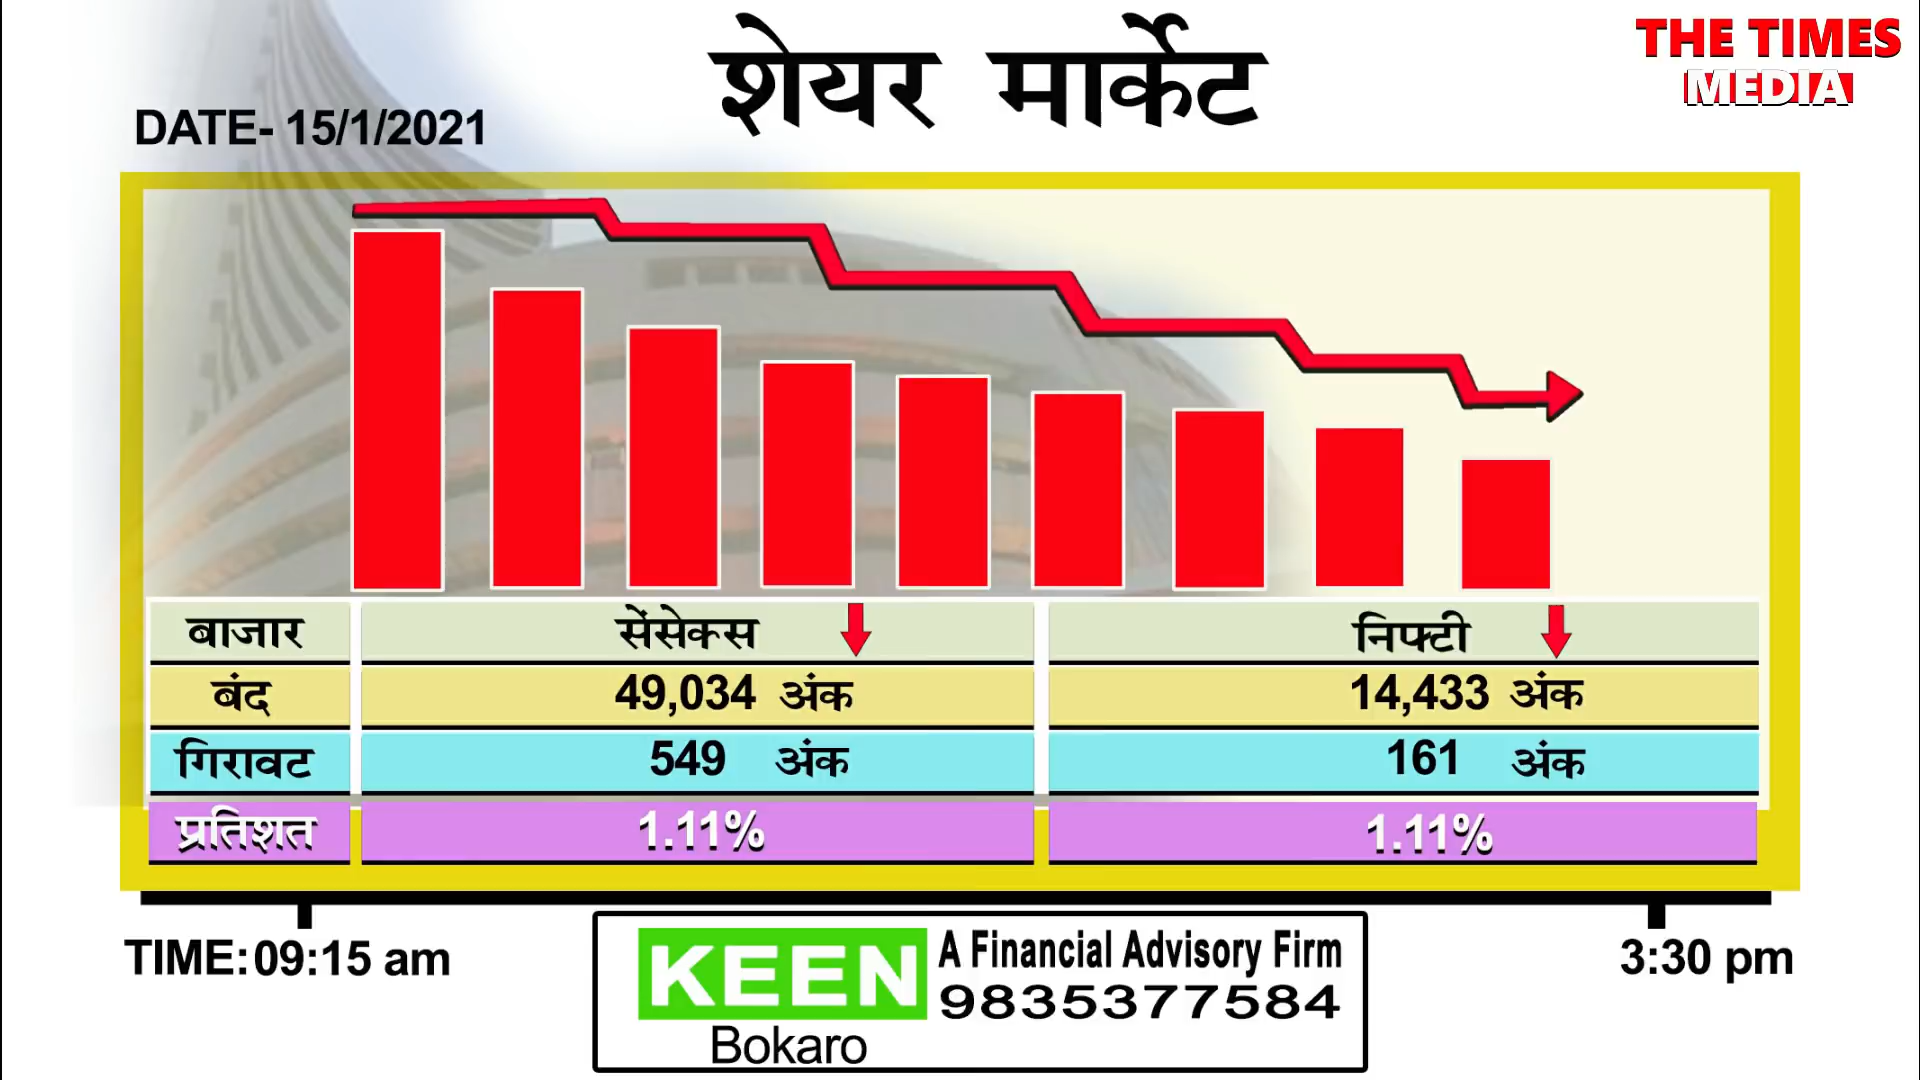 शेयर मार्केट
THE TIMES
MEDIA
DATE- 15/1/2021
बाजार सेंसेक्स निफ्टी
बंद 49,034 अंक 14,433 अंक
गिरावट 549 अंक 161 अंक
प्रतिशत 1.11% 1.11%
TIME:09:15 am 3:30 pm
KEEN A Financial Advisory Firm
9835377584
Bokaro